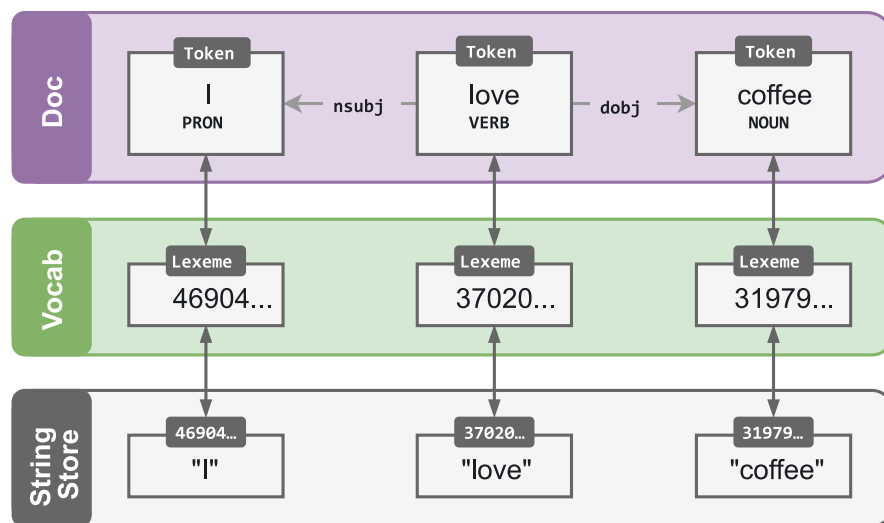 Doc
Token
Token
Token
I
love
coffee
PRON
VERB
NOUN
nsubj
dobj
Vocab
Lexeme
Lexeme
Lexeme
46904...
37020...
31979...
String
Store
46904…
37020…
31979…
"I"
"love"
"coffee"